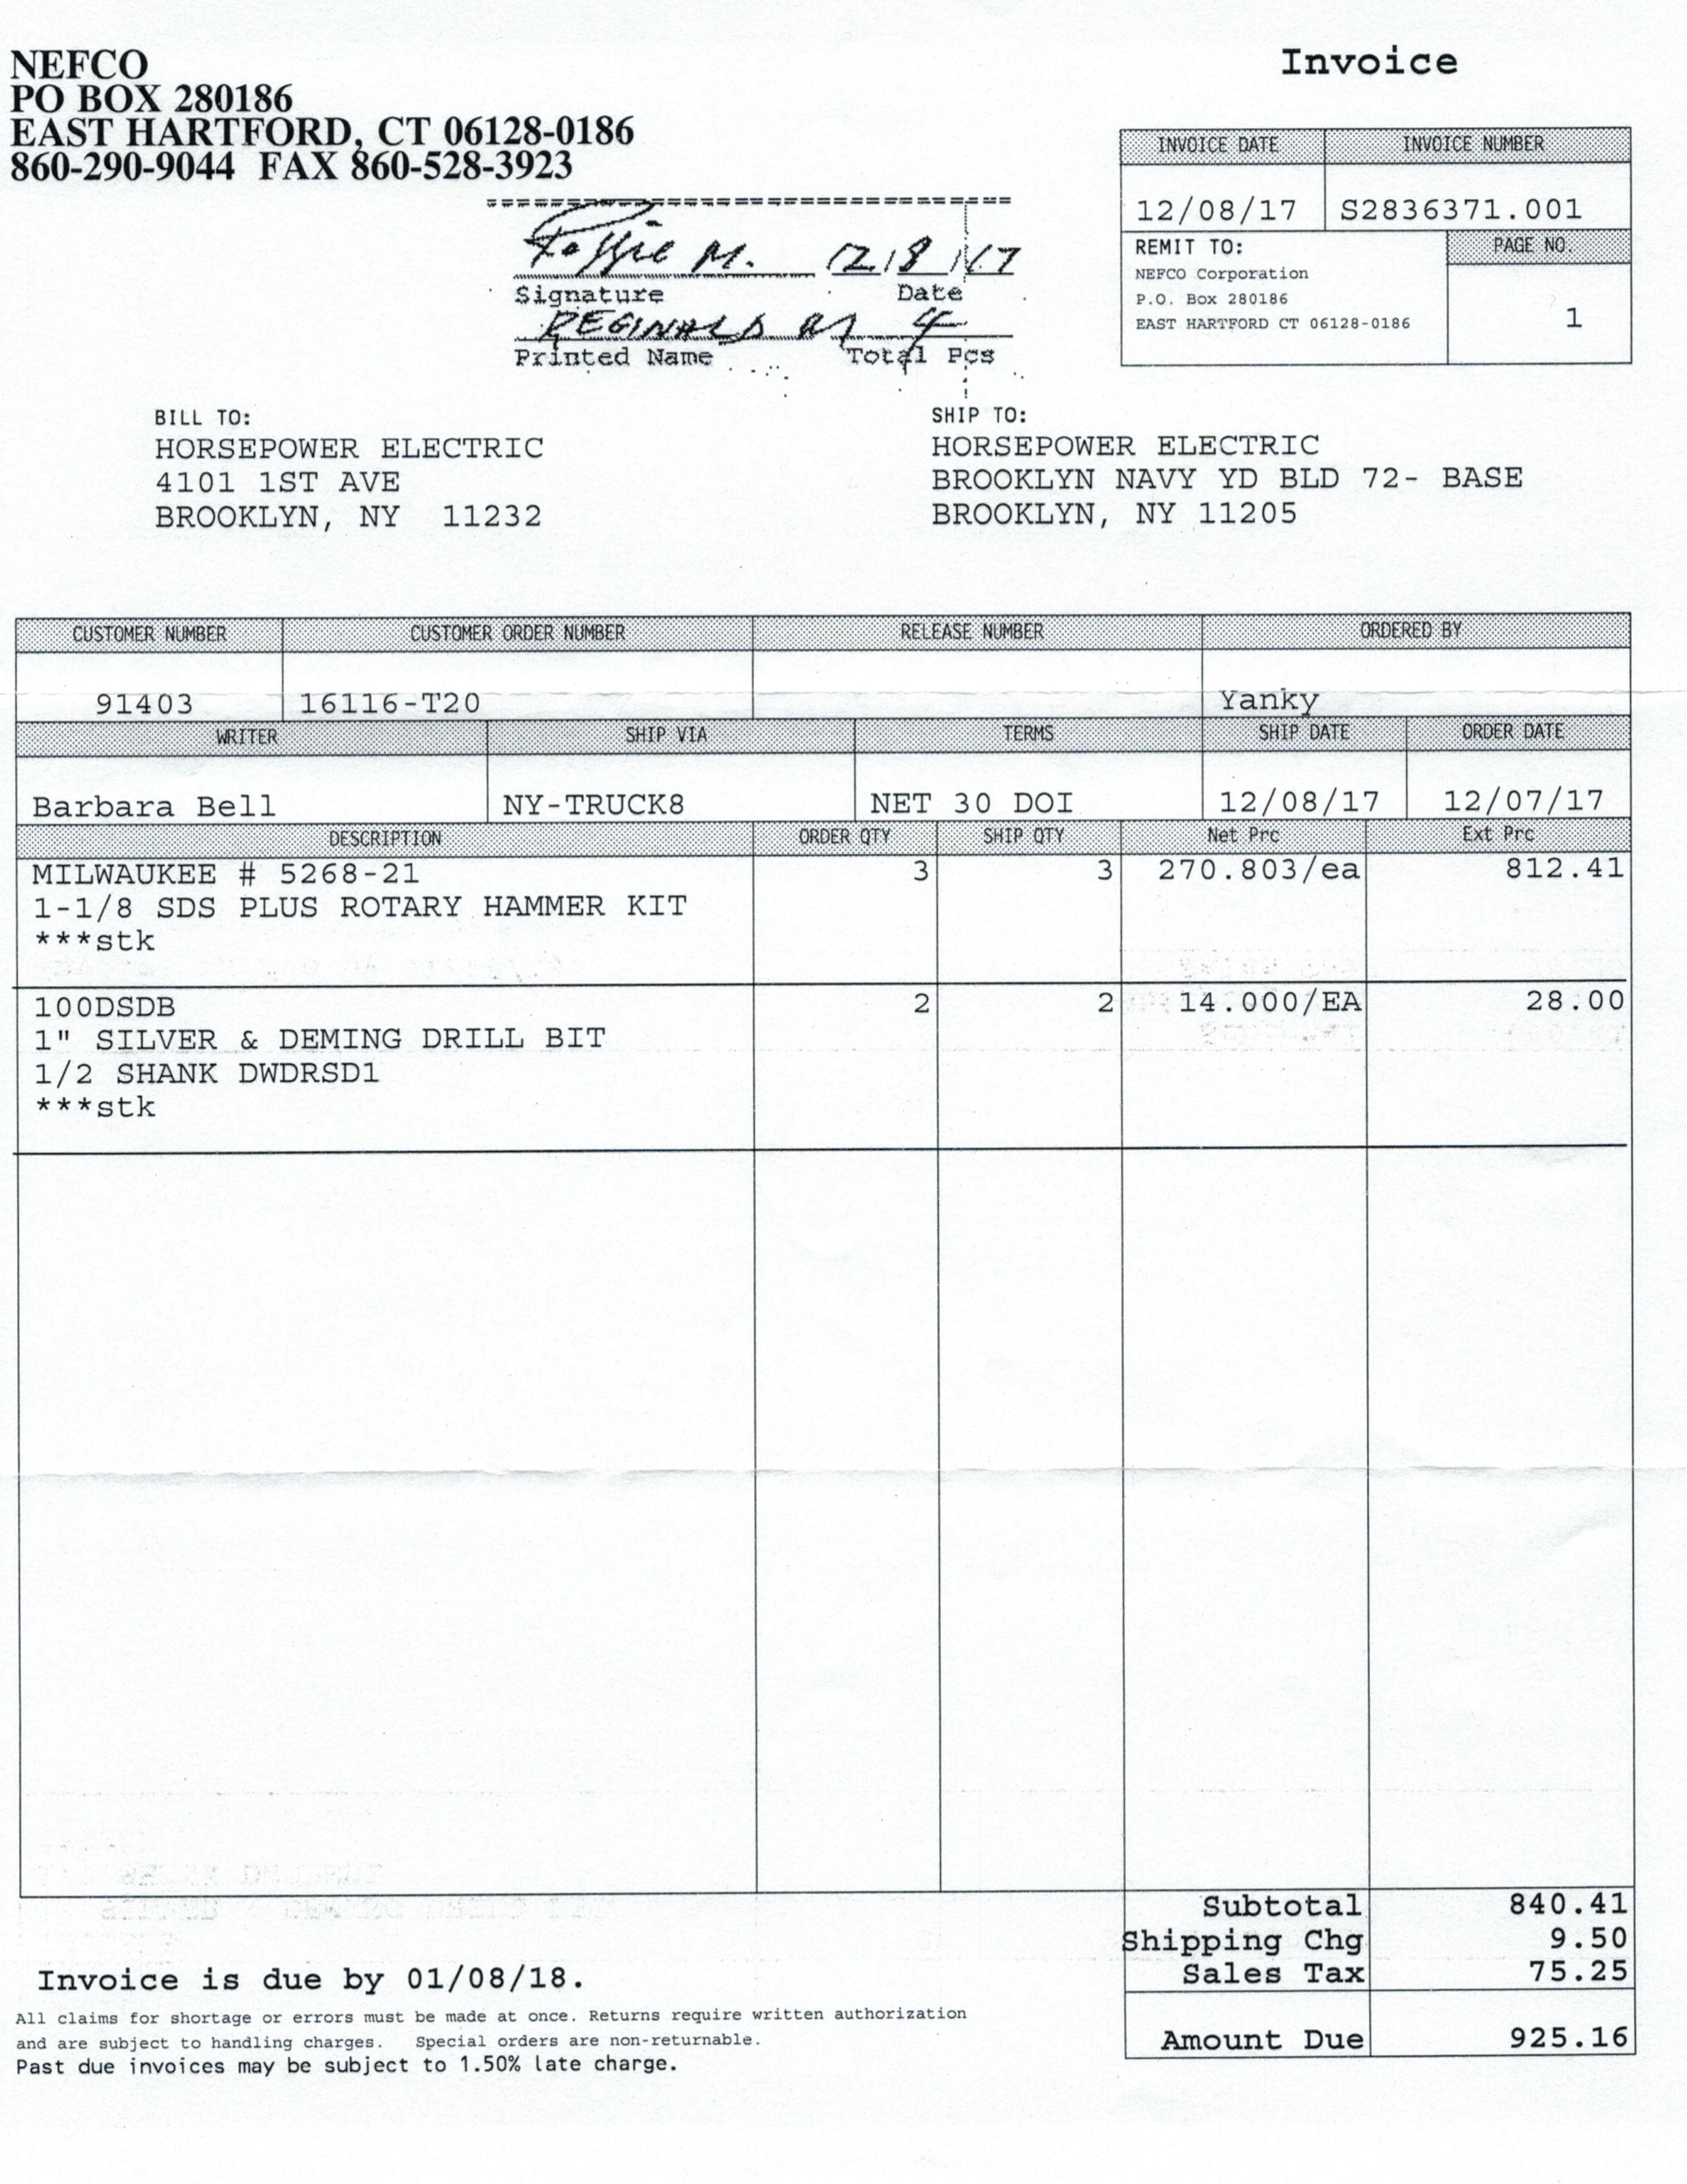 NEFCO
PO BOX 280186
EAST HARTFORD, CT 06128-0186
860-290-9044 FAX 860-528-3923
Invoice
INVOICE DATE INVOICE NUMBER
12/08/17 S2836371.001
REMIT TO: PAGE NO.
NEFCO Corporation
P.O. Box 280186
EAST HARTFORD CT 06128-0186
1
M. 12/8/17
Signature Date
REGINALD M 4
Printed Name Total Pcs
BILL TO:
HORSEPOWER ELECTRIC
4101 1ST AVE
BROOKLYN, NY 11232
SHIP TO:
HORSEPOWER ELECTRIC
BROOKLYN NAVY YD BLD 72- BASE
BROOKLYN, NY 11205
CUSTOMER NUMBER CUSTOMER ORDER NUMBER RELEASE NUMBER ORDERED BY
91403 16116-T20 Yanky
WRITER SHIP VIA TERMS SHIP DATE ORDER DATE
Barbara Bell NY-TRUCK8 NET 30 DOI 12/08/17 12/07/17
DESCRIPTION ORDER QTY SHIP QTY Net Prc Ext Prc
MILWAUKEE # 5268-21 3 3 270.803/ea 812.41
1-1/8 SDS PLUS ROTARY HAMMER KIT
***stk
100DSDB 2 2 14.000/EA 28.00
1" SILVER & DEMING DRILL BIT
1/2 SHANK DWDRSD1
***stk
Subtotal 840.41
Shipping Chg 9.50
Sales Tax 75.25
Amount Due 925.16
Invoice is due by 01/08/18.
All claims for shortage or errors must be made at once. Returns require written authorization
and are subject to handling charges. Special orders are non-returnable.
Past due invoices may be subject to 1.50% late charge.